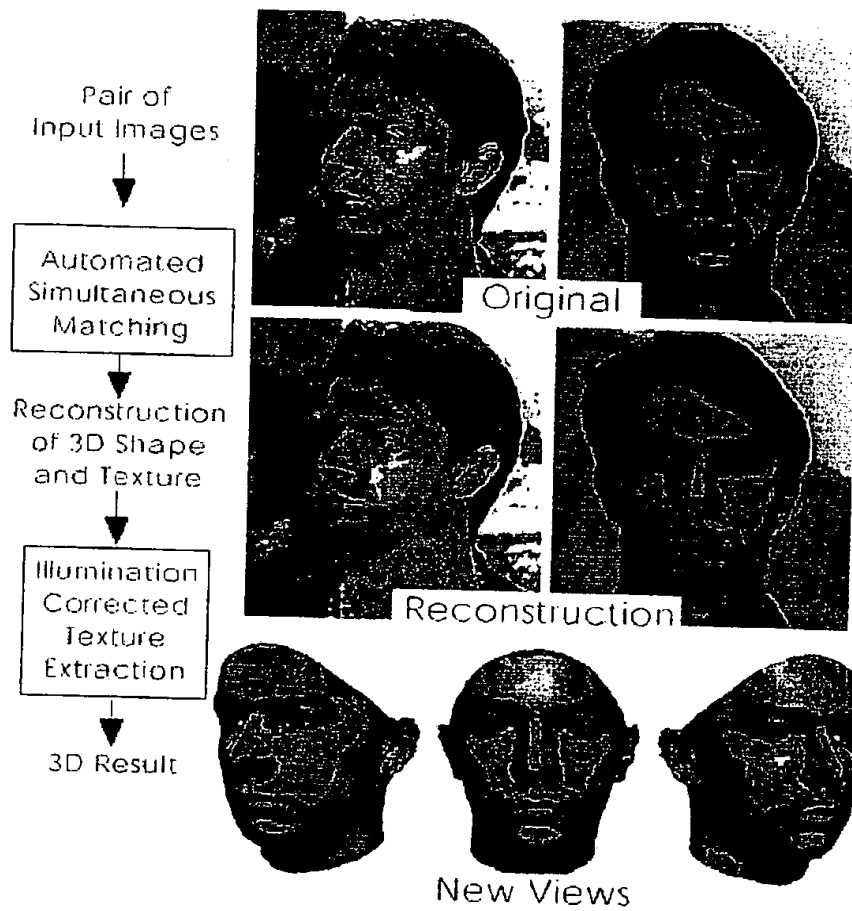 Pair of
Input Images
Automated
Simultaneous
Matching
Reconstruction
of 3D Shape
and Texture
Illumination
Corrected
Texture
Extraction
3D Result
Original
Reconstruction
New Views